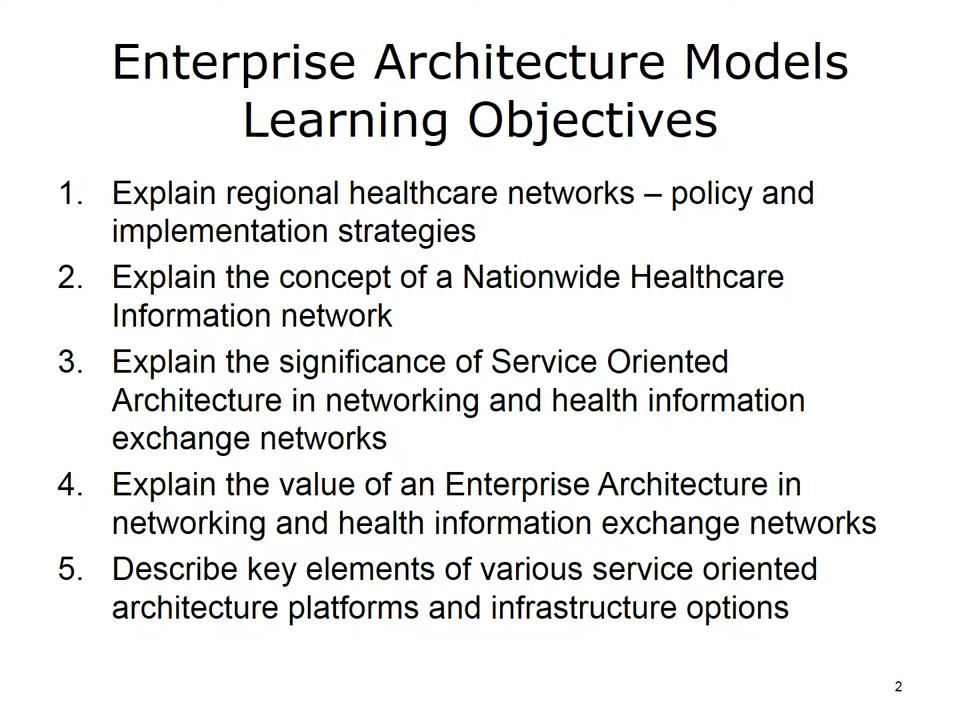 Enterprise Architecture Models
Learning Objectives
1. Explain regional healthcare networks – policy and
implementation strategies
2. Explain the concept of a Nationwide Healthcare
Information network
3. Explain the significance of Service Oriented
Architecture in networking and health information
exchange networks
4. Explain the value of an Enterprise Architecture in
networking and health information exchange networks
5. Describe key elements of various service oriented
architecture platforms and infrastructure options
2